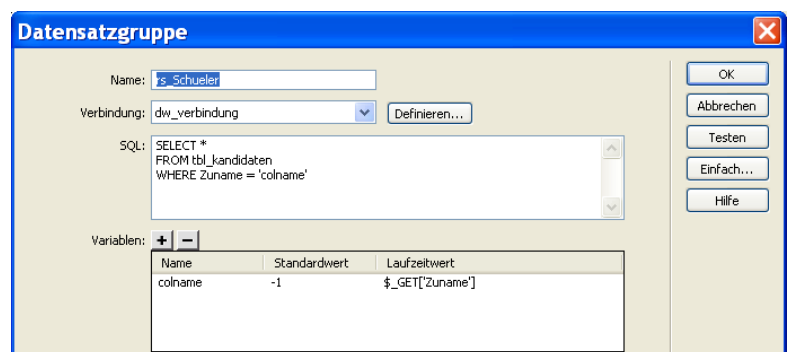 Datensatzgruppe
Name: rs_Schueler
OK
Verbindung: dw_verbindung Definieren...
Abbrechen
SQL: SELECT *
FROM tbl_kandidaten
WHERE Zuname = 'colname'
Testen
Einfach...
Hilfe
Variablen: + −
Name Standardwert Laufzeitwert
colname -1 $_GET['Zuname']